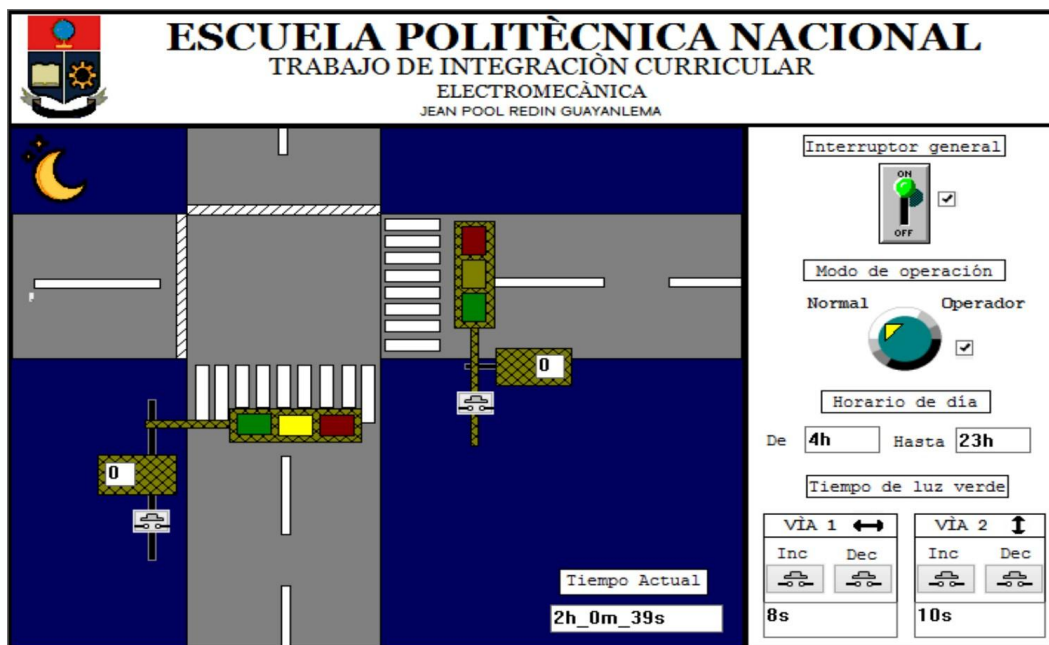 ESCUELA POLITÈCNICA NACIONAL
TRABAJO DE INTEGRACIÒN CURRICULAR
ELECTROMECÀNICA
JEAN POOL REDIN GUAYANLEMA
Interruptor general
ON
OFF
Modo de operación
Normal Operador
Horario de día
De 4h Hasta 23h
Tiempo de luz verde
VÌA 1 VÌA 2
Inc Dec Inc Dec
8s 10s
0
0
Tiempo Actual
2h_0m_39s